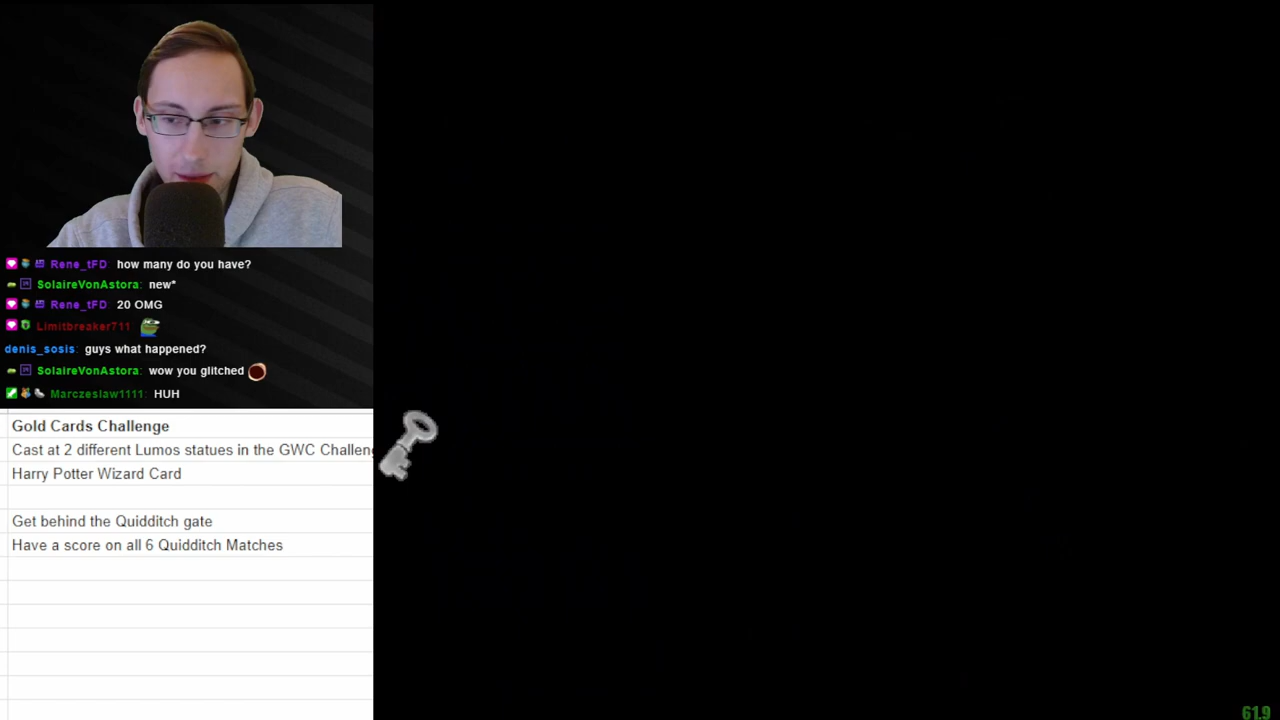 Rene_tFD: how many do you have?
SolaireVonAstora: new*
Rene_tFD: 20 OMG
Limitbreaker711
denis_sosis: guys what happened?
SolaireVonAstora: wow you glitched
Marczeslaw1111: HUH
Gold Cards Challenge
Cast at 2 different Lumos statues in the GWC Challeng
Harry Potter Wizard Card
Get behind the Quidditch gate
Have a score on all 6 Quidditch Matches
61.9